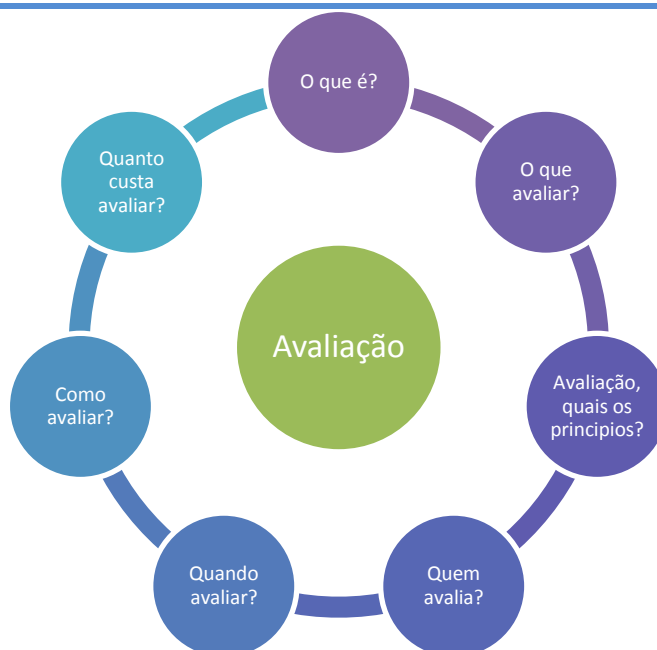 O que é?
O que
avaliar?
Avaliação,
quais os
principios?
Quem
avalia?
Quando
avaliar?
Como
avaliar?
Quanto
custa
avaliar?
Avaliação